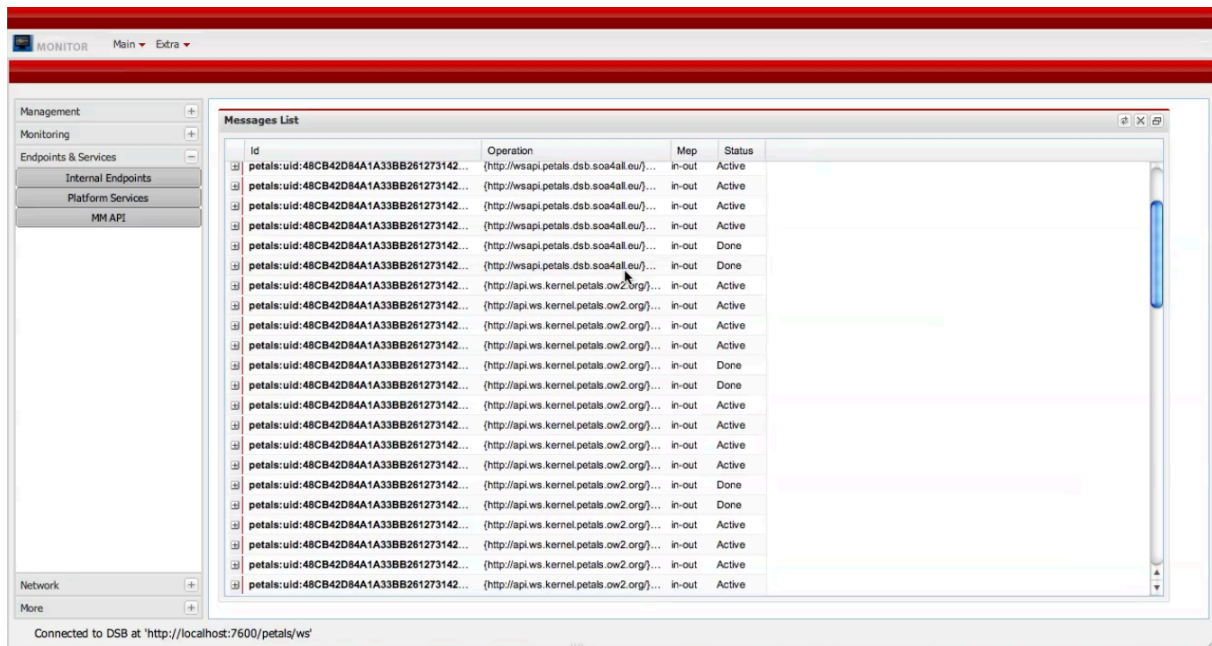 MONITOR Main Extra
Management
Monitoring
Endpoints & Services
Internal Endpoints
Platform Services
MM API
Network
More
Messages List
Id Operation Mep Status
petals:uid:48CB42D84A1A33BB261273142... {http://wsapi.petals.dsb.soa4all.eu/}... in-out Active
petals:uid:48CB42D84A1A33BB261273142... {http://wsapi.petals.dsb.soa4all.eu/}... in-out Active
petals:uid:48CB42D84A1A33BB261273142... {http://wsapi.petals.dsb.soa4all.eu/}... in-out Active
petals:uid:48CB42D84A1A33BB261273142... {http://wsapi.petals.dsb.soa4all.eu/}... in-out Active
petals:uid:48CB42D84A1A33BB261273142... {http://wsapi.petals.dsb.soa4all.eu/}... in-out Done
petals:uid:48CB42D84A1A33BB261273142... {http://wsapi.petals.dsb.soa4all.eu/}... in-out Done
petals:uid:48CB42D84A1A33BB261273142... {http://api.ws.kernel.petals.ow2.org/}... in-out Active
petals:uid:48CB42D84A1A33BB261273142... {http://api.ws.kernel.petals.ow2.org/}... in-out Active
petals:uid:48CB42D84A1A33BB261273142... {http://api.ws.kernel.petals.ow2.org/}... in-out Active
petals:uid:48CB42D84A1A33BB261273142... {http://api.ws.kernel.petals.ow2.org/}... in-out Active
petals:uid:48CB42D84A1A33BB261273142... {http://api.ws.kernel.petals.ow2.org/}... in-out Done
petals:uid:48CB42D84A1A33BB261273142... {http://api.ws.kernel.petals.ow2.org/}... in-out Done
petals:uid:48CB42D84A1A33BB261273142... {http://api.ws.kernel.petals.ow2.org/}... in-out Active
petals:uid:48CB42D84A1A33BB261273142... {http://api.ws.kernel.petals.ow2.org/}... in-out Active
petals:uid:48CB42D84A1A33BB261273142... {http://api.ws.kernel.petals.ow2.org/}... in-out Active
petals:uid:48CB42D84A1A33BB261273142... {http://api.ws.kernel.petals.ow2.org/}... in-out Active
petals:uid:48CB42D84A1A33BB261273142... {http://api.ws.kernel.petals.ow2.org/}... in-out Done
petals:uid:48CB42D84A1A33BB261273142... {http://api.ws.kernel.petals.ow2.org/}... in-out Done
petals:uid:48CB42D84A1A33BB261273142... {http://api.ws.kernel.petals.ow2.org/}... in-out Active
petals:uid:48CB42D84A1A33BB261273142... {http://api.ws.kernel.petals.ow2.org/}... in-out Active
petals:uid:48CB42D84A1A33BB261273142... {http://api.ws.kernel.petals.ow2.org/}... in-out Active
petals:uid:48CB42D84A1A33BB261273142... {http://api.ws.kernel.petals.ow2.org/}... in-out Active
Connected to DSB at 'http://localhost:7600/petals/ws'